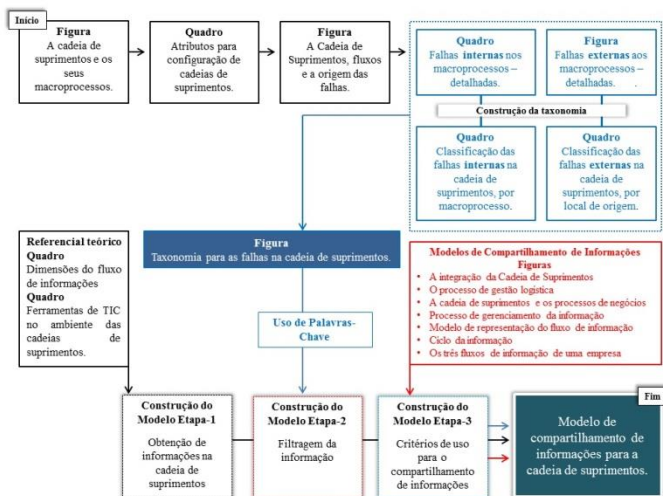 Início
Figura
A cadeia de
suprimentos e os
seus
macroprocessos.
Quadro
Atributos para
configuração de
cadeias de
suprimentos.
Figura
A Cadeia de
Suprimentos, fluxos
e a origem das
falhas.
Quadro
Falhas internas nos
macroprocessos –
detalhadas.
Figura
Falhas externas aos
macroprocessos –
detalhadas. .
Construção da taxonomia
Quadro
Classificação das
falhas internas na
cadeia de
suprimentos, por
macroprocesso.
Quadro
Classificação das
falhas externas na
cadeia de
suprimentos, por
local de origem.
Referencial teórico
Quadro
Dimensões do fluxo
de informações
Quadro
Ferramentas de TIC
no ambiente das
cadeias de
suprimentos.
Figura
Taxonomia para as falhas na cadeia de suprimentos.
Uso de Palavras-
Chave
Modelos de Compartilhamento de Informações
Figuras
• A integração da Cadeia de Suprimentos
• O processo de gestão logística
• A cadeia de suprimentos e os processos de negócios
• Processo de gerenciamento da informação
• Modelo de representação do fluxo de informação
• Ciclo da informação
• Os três fluxos de informação de uma empresa
Construção do
Modelo Etapa-1
Obtenção de
informações na
cadeia de
suprimentos
Construção do
Modelo Etapa-2
Filtragem da
informação
Construção do
Modelo Etapa-3
Critérios de uso
para o
compartilhamento
de informações
Fim
Modelo de
compartilhamento de
informações para a
cadeia de suprimentos.